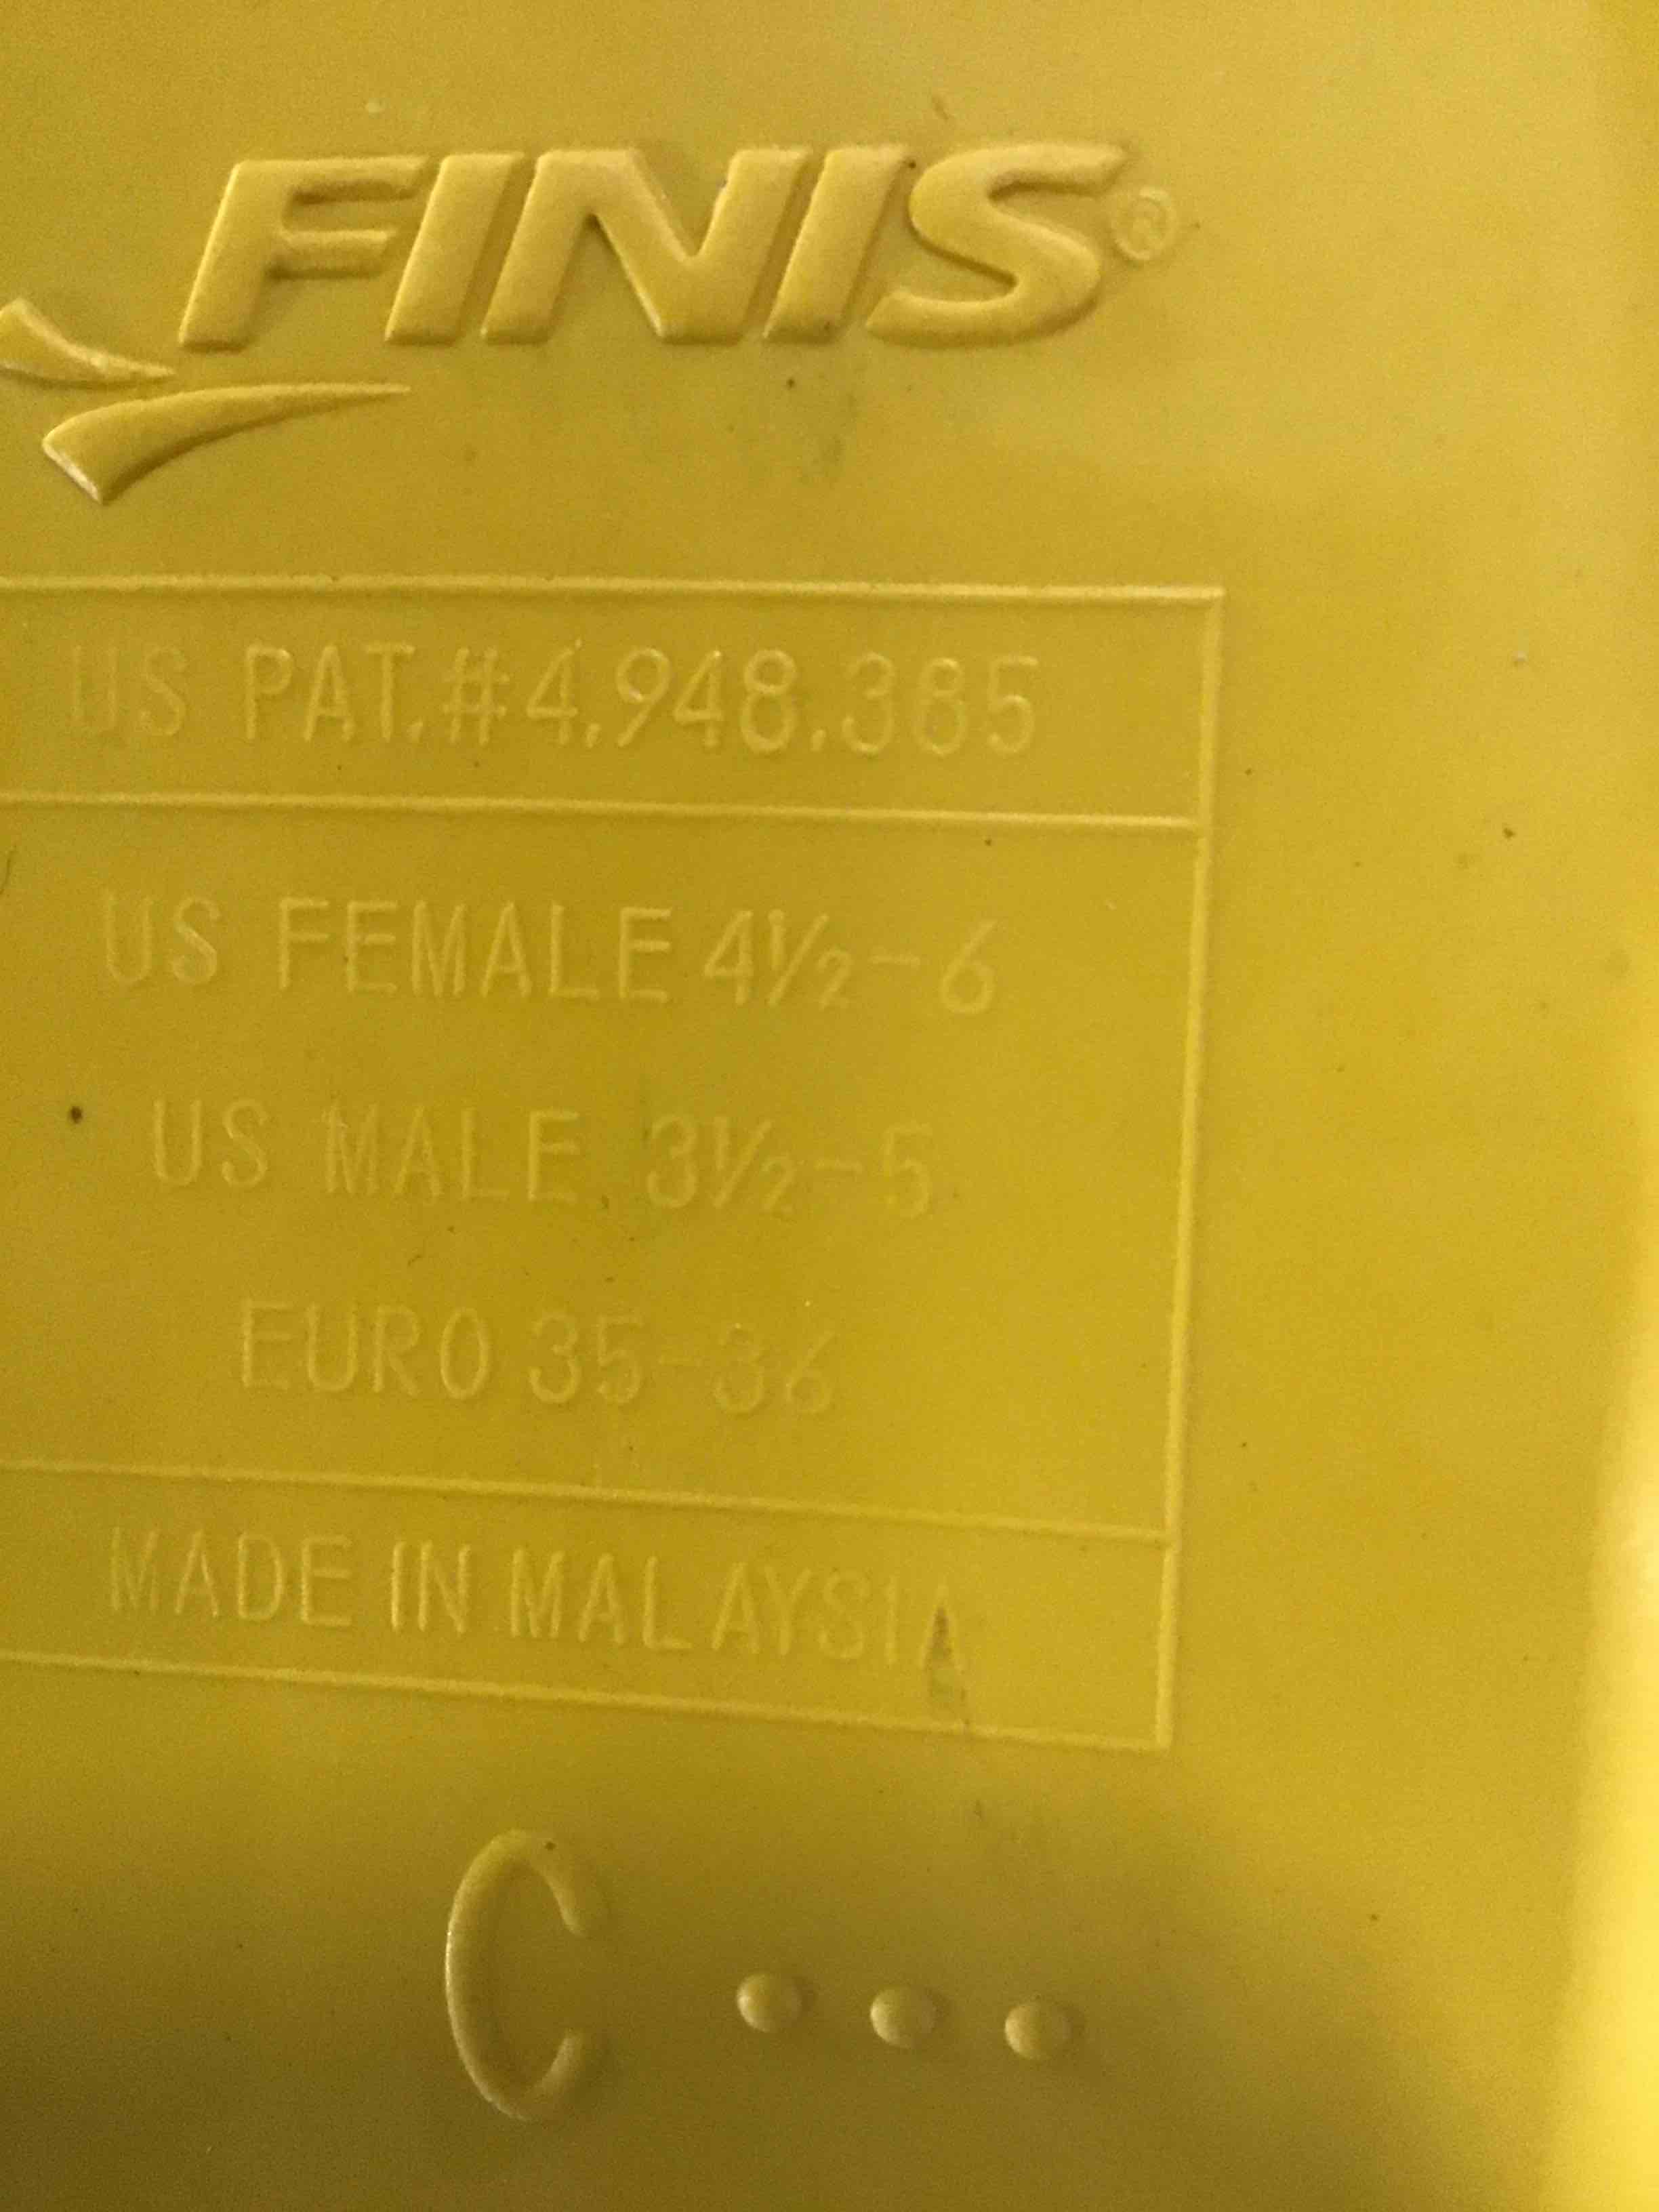 FINIS®
US PAT.#4.948.385
US FEMALE 4½-6
US MALE 3½-5
EURO 35-36
MADE IN MALAYSIA
C